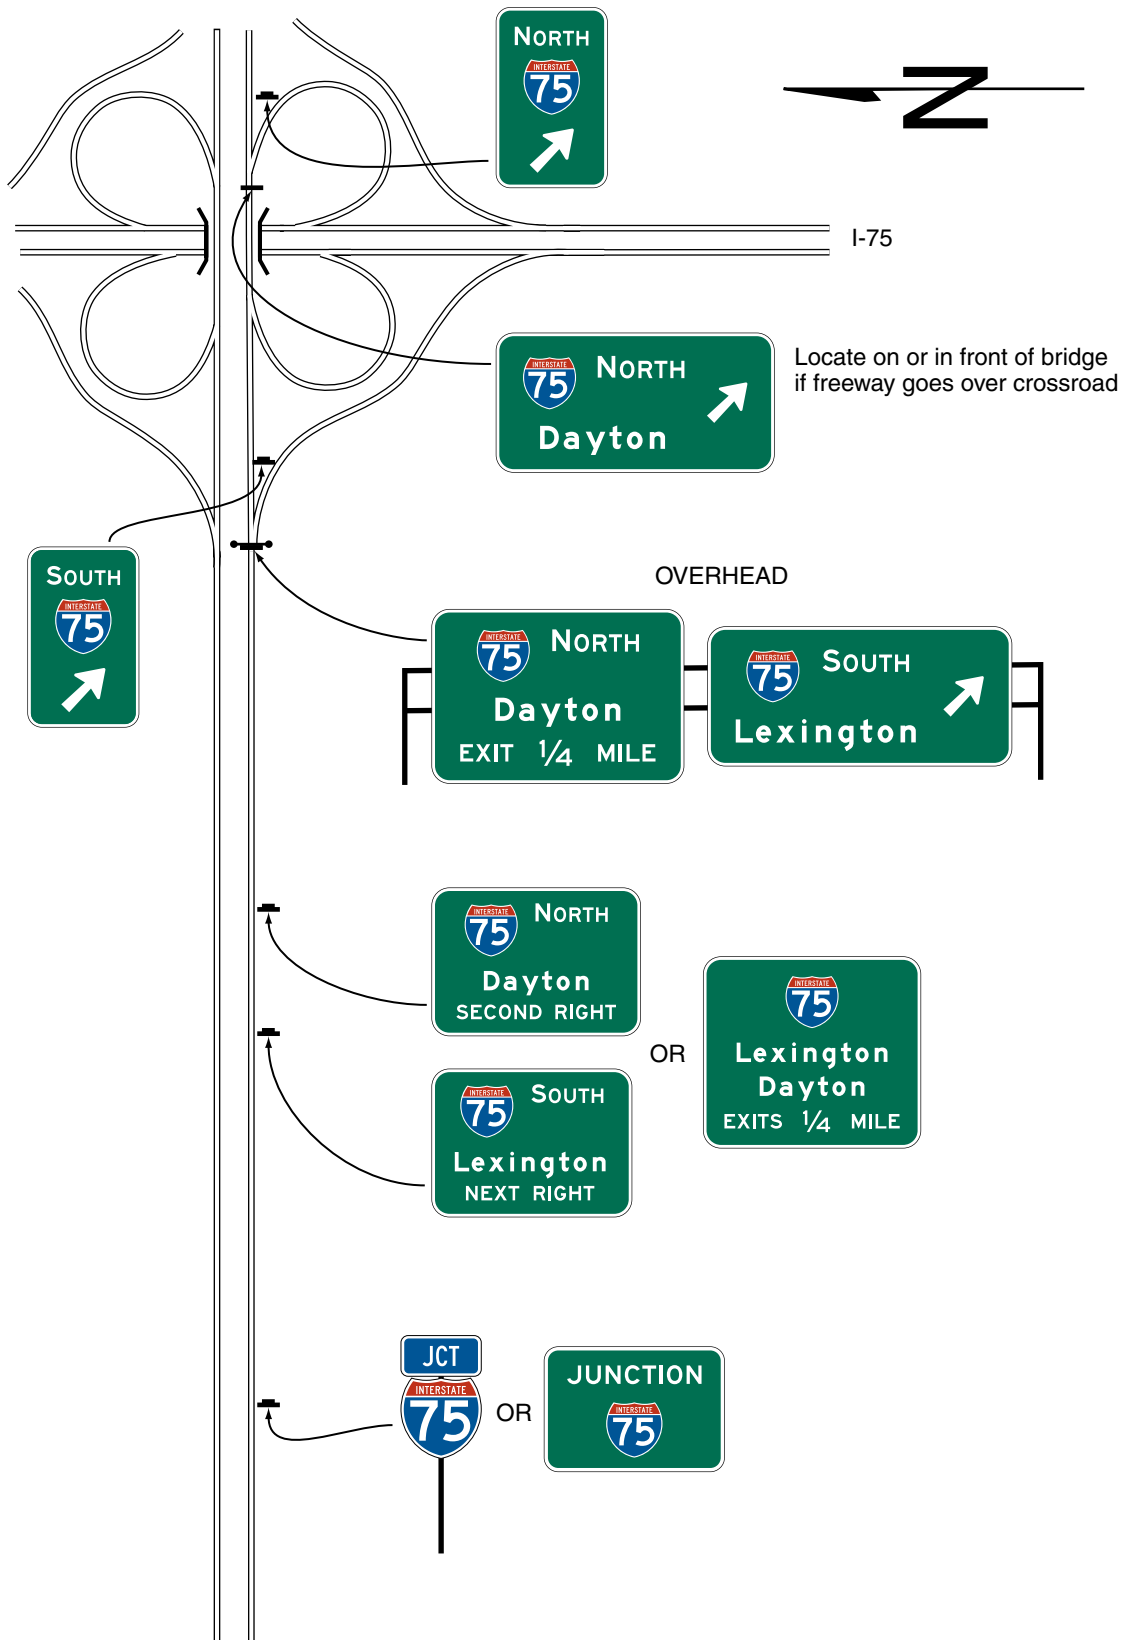 NORTH
INTERSTATE
75
N
I-75
INTERSTATE
75
NORTH
Dayton
Locate on or in front of bridge
if freeway goes over crossroad
SOUTH
INTERSTATE
75
OVERHEAD
INTERSTATE
75
NORTH
Dayton
EXIT 1/4 MILE
INTERSTATE
75
SOUTH
Lexington
INTERSTATE
75
NORTH
Dayton
SECOND RIGHT
OR
INTERSTATE
75
Lexington
Dayton
EXITS 1/4 MILE
INTERSTATE
75
SOUTH
Lexington
NEXT RIGHT
JCT
INTERSTATE
75
OR
JUNCTION
INTERSTATE
75